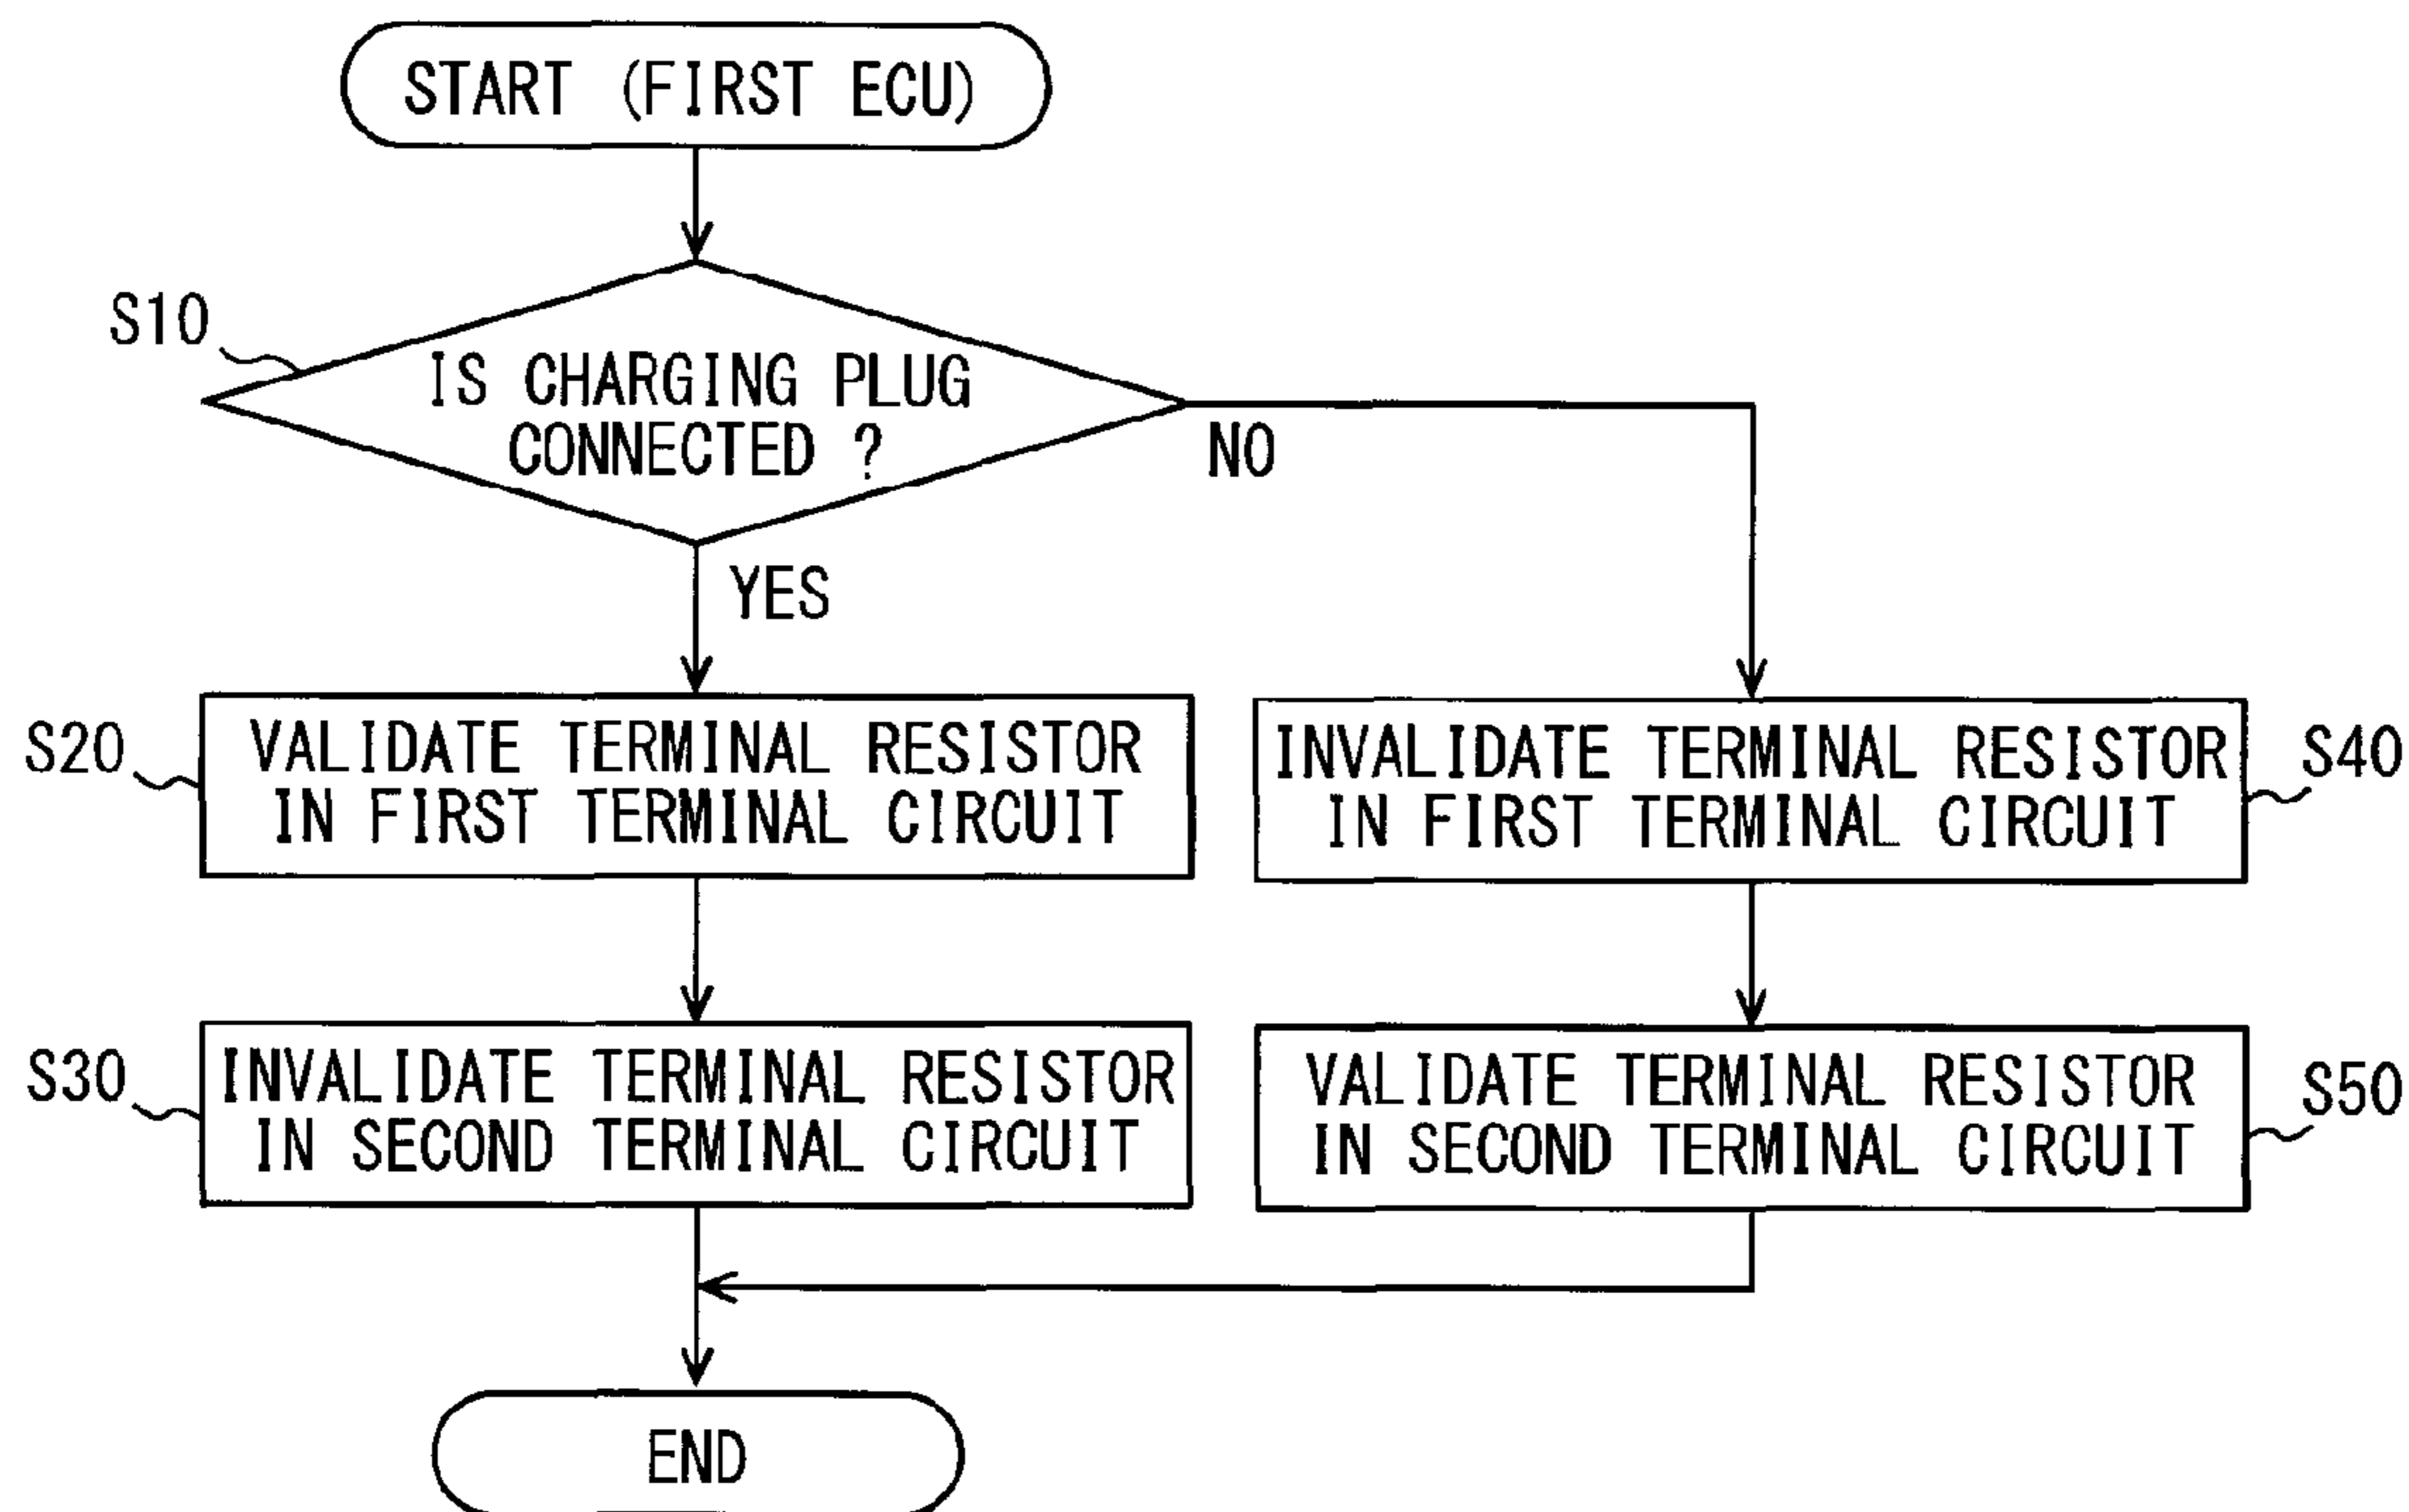 START (FIRST ECU)
S10
IS CHARGING PLUG
CONNECTED ?
NO
YES
S20
VALIDATE TERMINAL RESISTOR
IN FIRST TERMINAL CIRCUIT
INVALIDATE TERMINAL RESISTOR
IN FIRST TERMINAL CIRCUIT
S40
S30
INVALIDATE TERMINAL RESISTOR
IN SECOND TERMINAL CIRCUIT
VALIDATE TERMINAL RESISTOR
IN SECOND TERMINAL CIRCUIT
S50
END